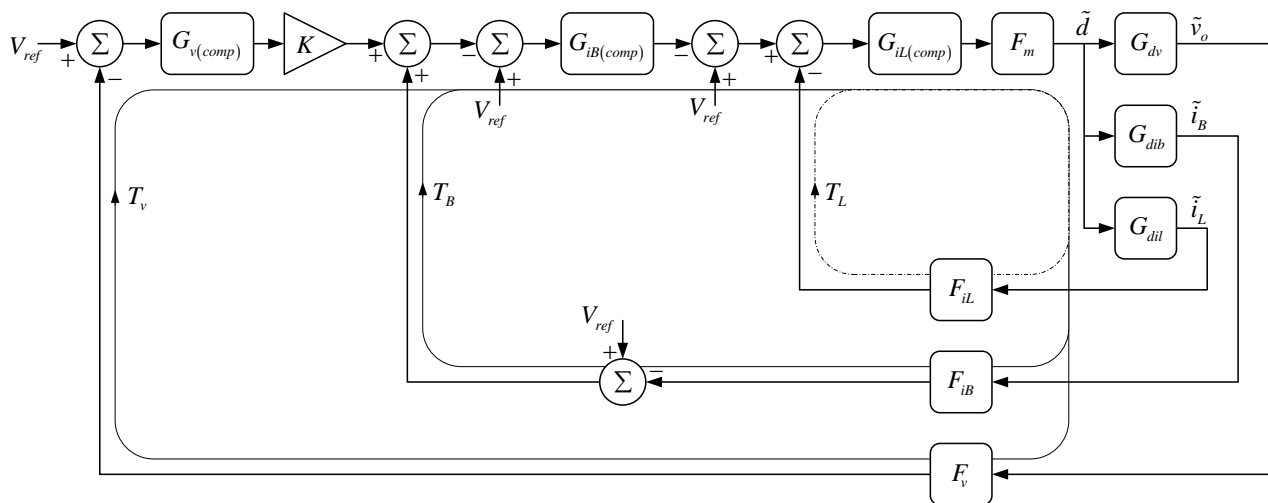 V_ref + Σ − G_v(comp) K + Σ + − Σ + G_iB(comp) − Σ + + Σ − G_iL(comp) F_m d̃ G_dv ṽ_o
V_ref V_ref
G_dib ĩ_B
T_v T_B T_L
G_dil ĩ_L
F_iL
V_ref
+ Σ − F_iB
F_v